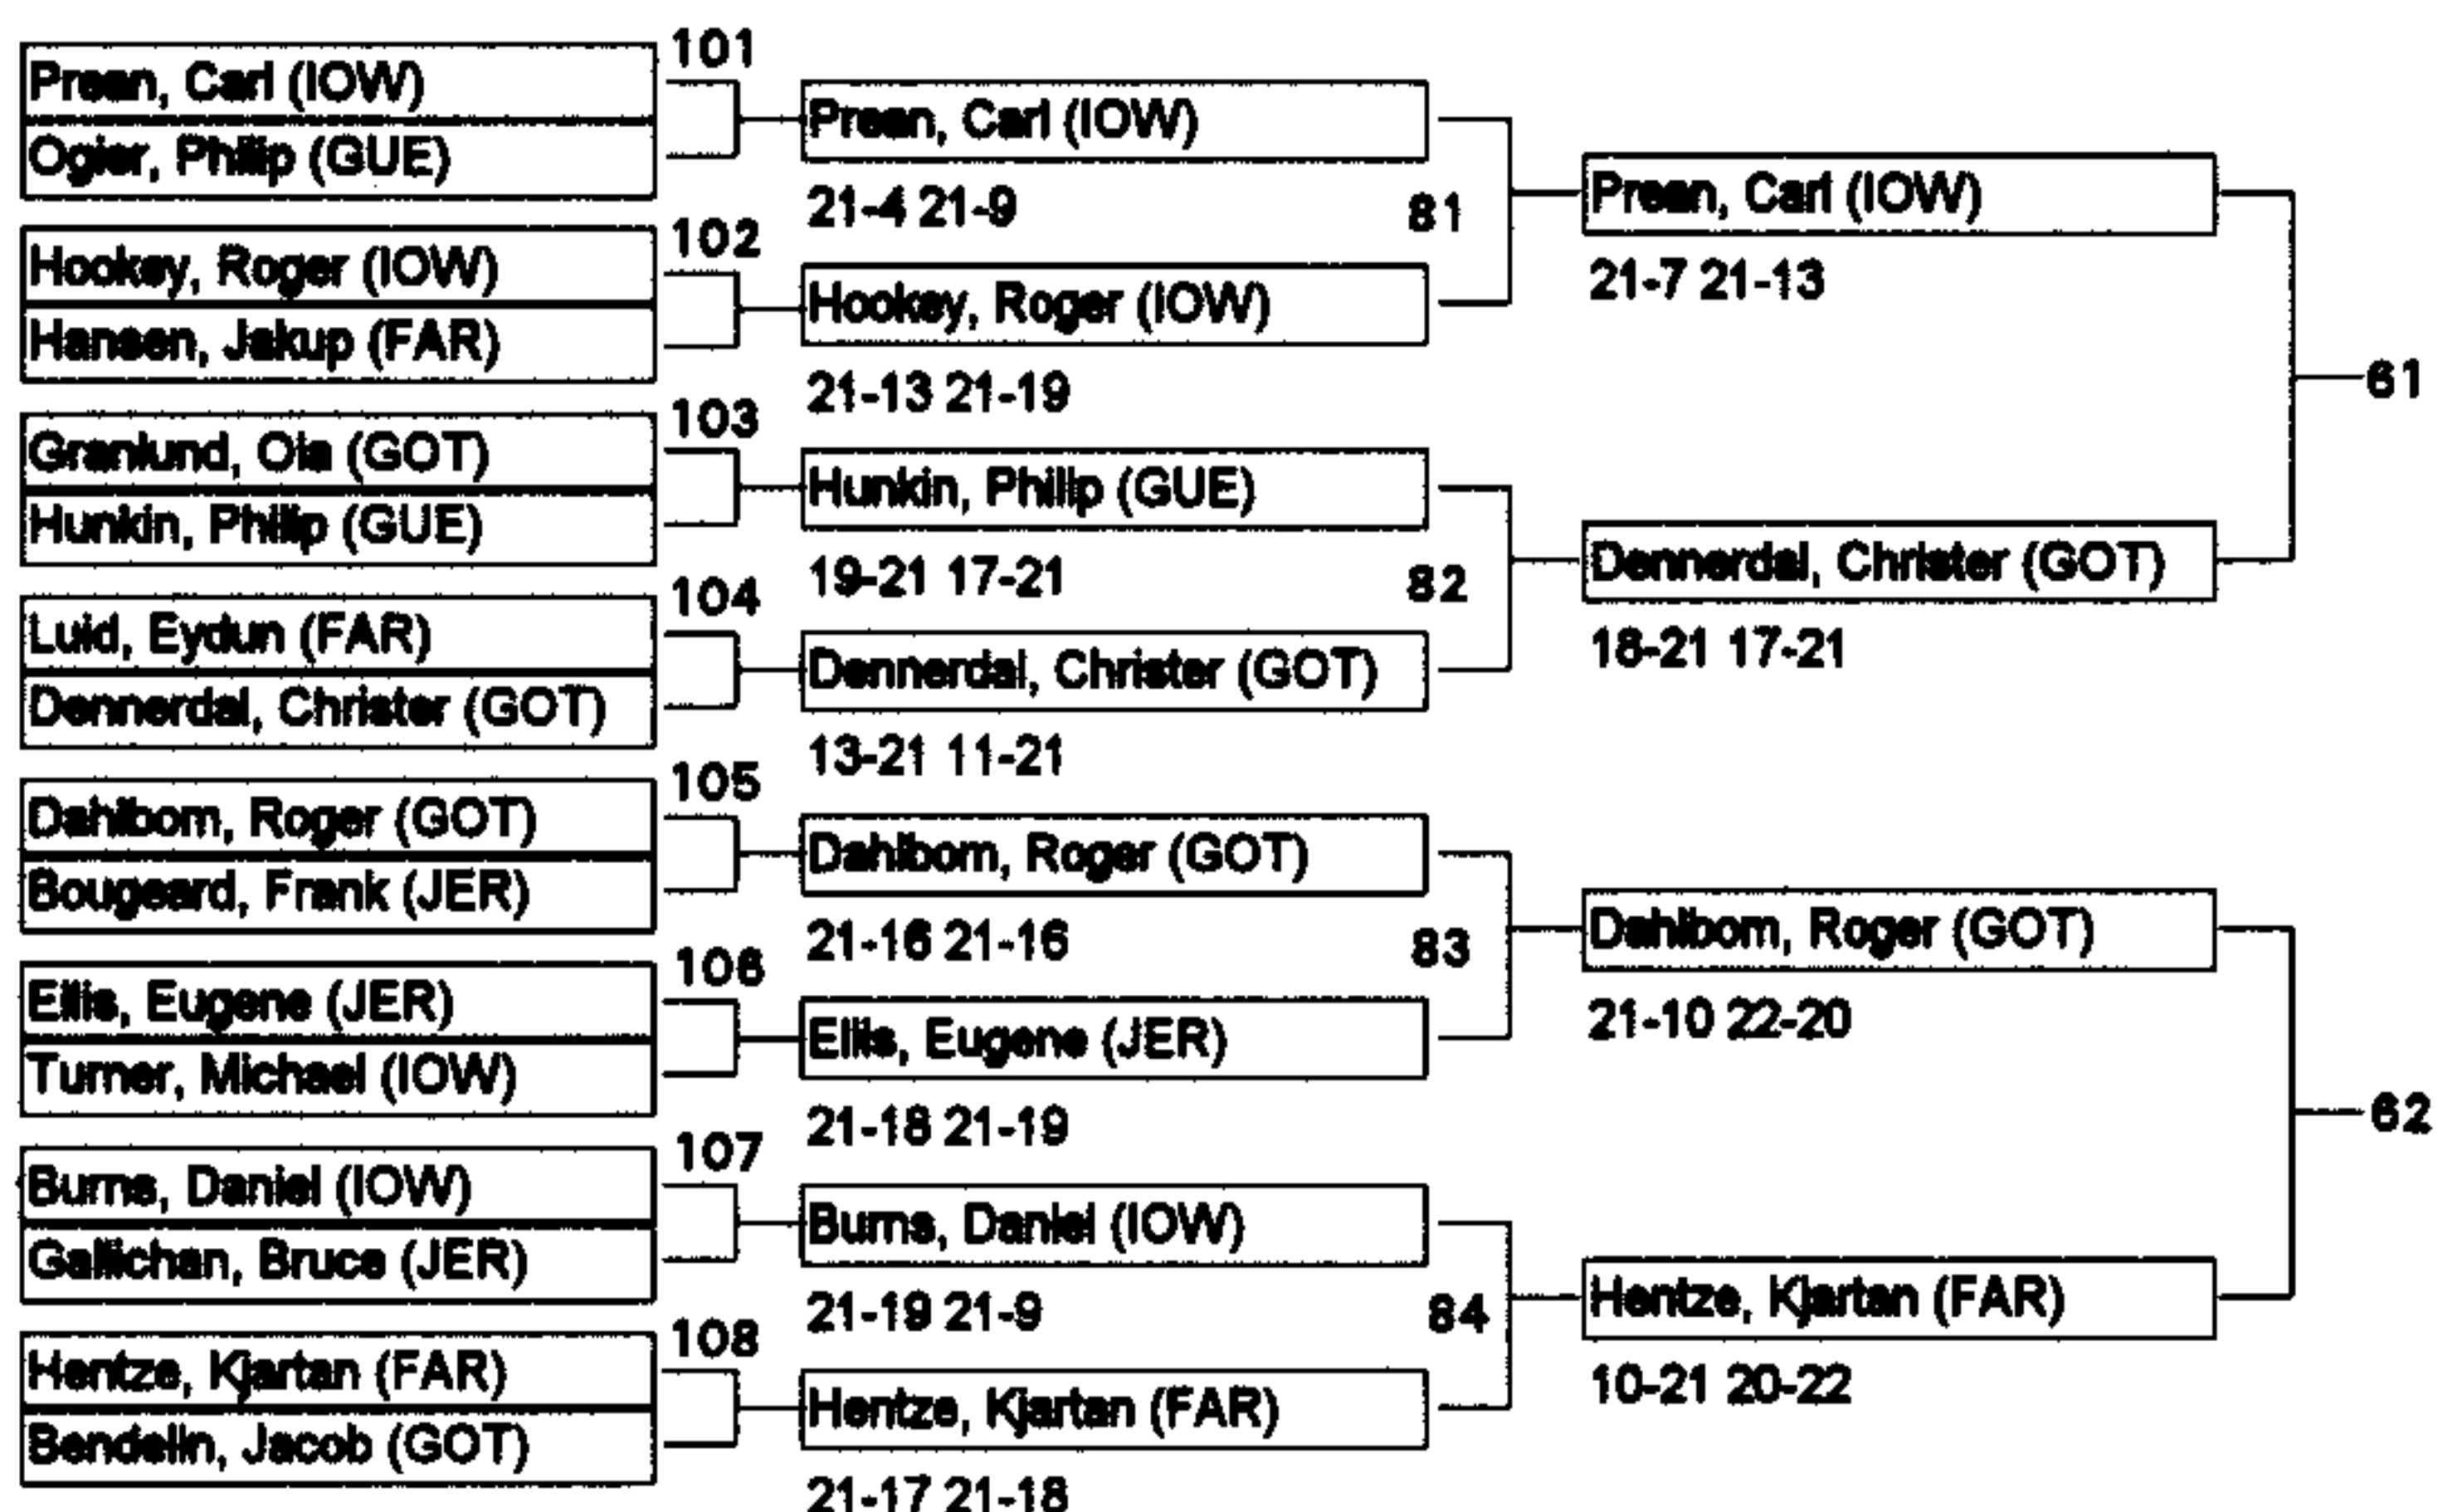 Prean, Carl (IOW)
Ogier, Philip (GUE)
Hookey, Roger (IOW)
Hansen, Jakup (FAR)
Granlund, Ola (GOT)
Hunkin, Philip (GUE)
Luid, Eydun (FAR)
Dennerdal, Christer (GOT)
Dahlbom, Roger (GOT)
Bougeard, Frank (JER)
Ellis, Eugene (JER)
Turner, Michael (IOW)
Burns, Daniel (IOW)
Gallichan, Bruce (JER)
Hentze, Kjartan (FAR)
Bendelin, Jacob (GOT)
101
102
103
104
105
106
107
108
Prean, Carl (IOW)
21-4 21-9
Hookey, Roger (IOW)
21-13 21-19
Hunkin, Philip (GUE)
19-21 17-21
Dennerdal, Christer (GOT)
13-21 11-21
Dahlbom, Roger (GOT)
21-16 21-16
Ellis, Eugene (JER)
21-18 21-19
Burns, Daniel (IOW)
21-19 21-9
Hentze, Kjartan (FAR)
21-17 21-18
81
82
83
84
Prean, Carl (IOW)
21-7 21-13
Dennerdal, Christer (GOT)
18-21 17-21
Dahlbom, Roger (GOT)
21-10 22-20
Hentze, Kjartan (FAR)
10-21 20-22
61
62